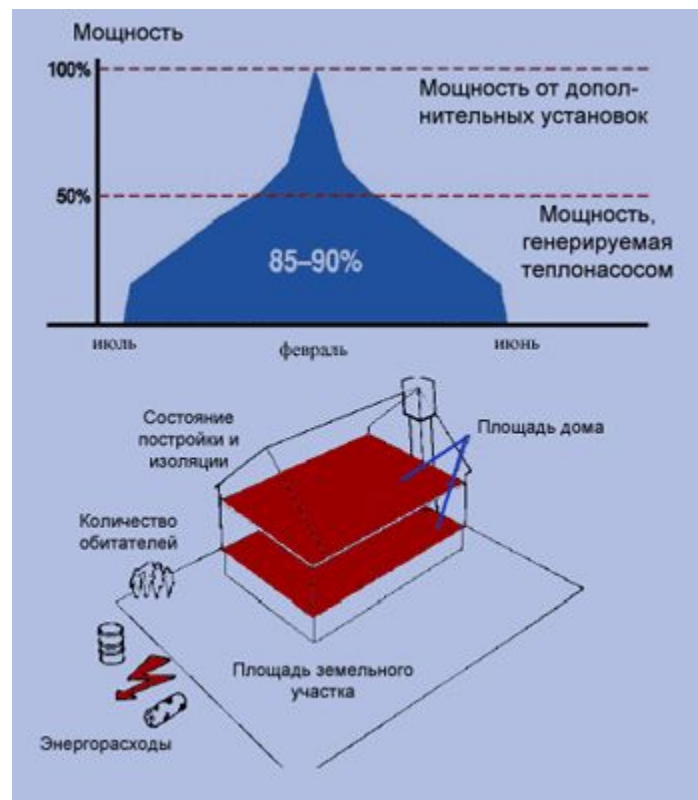 Мощность
100%
Мощность от допол-
нительных установок
50%
Мощность,
генерируемая
теплонасосом
85–90%
июль
февраль
июнь
Состояние
постройки и
изоляции
Площадь дома
Количество
обитателей
Площадь земельного
участка
Энергорасходы